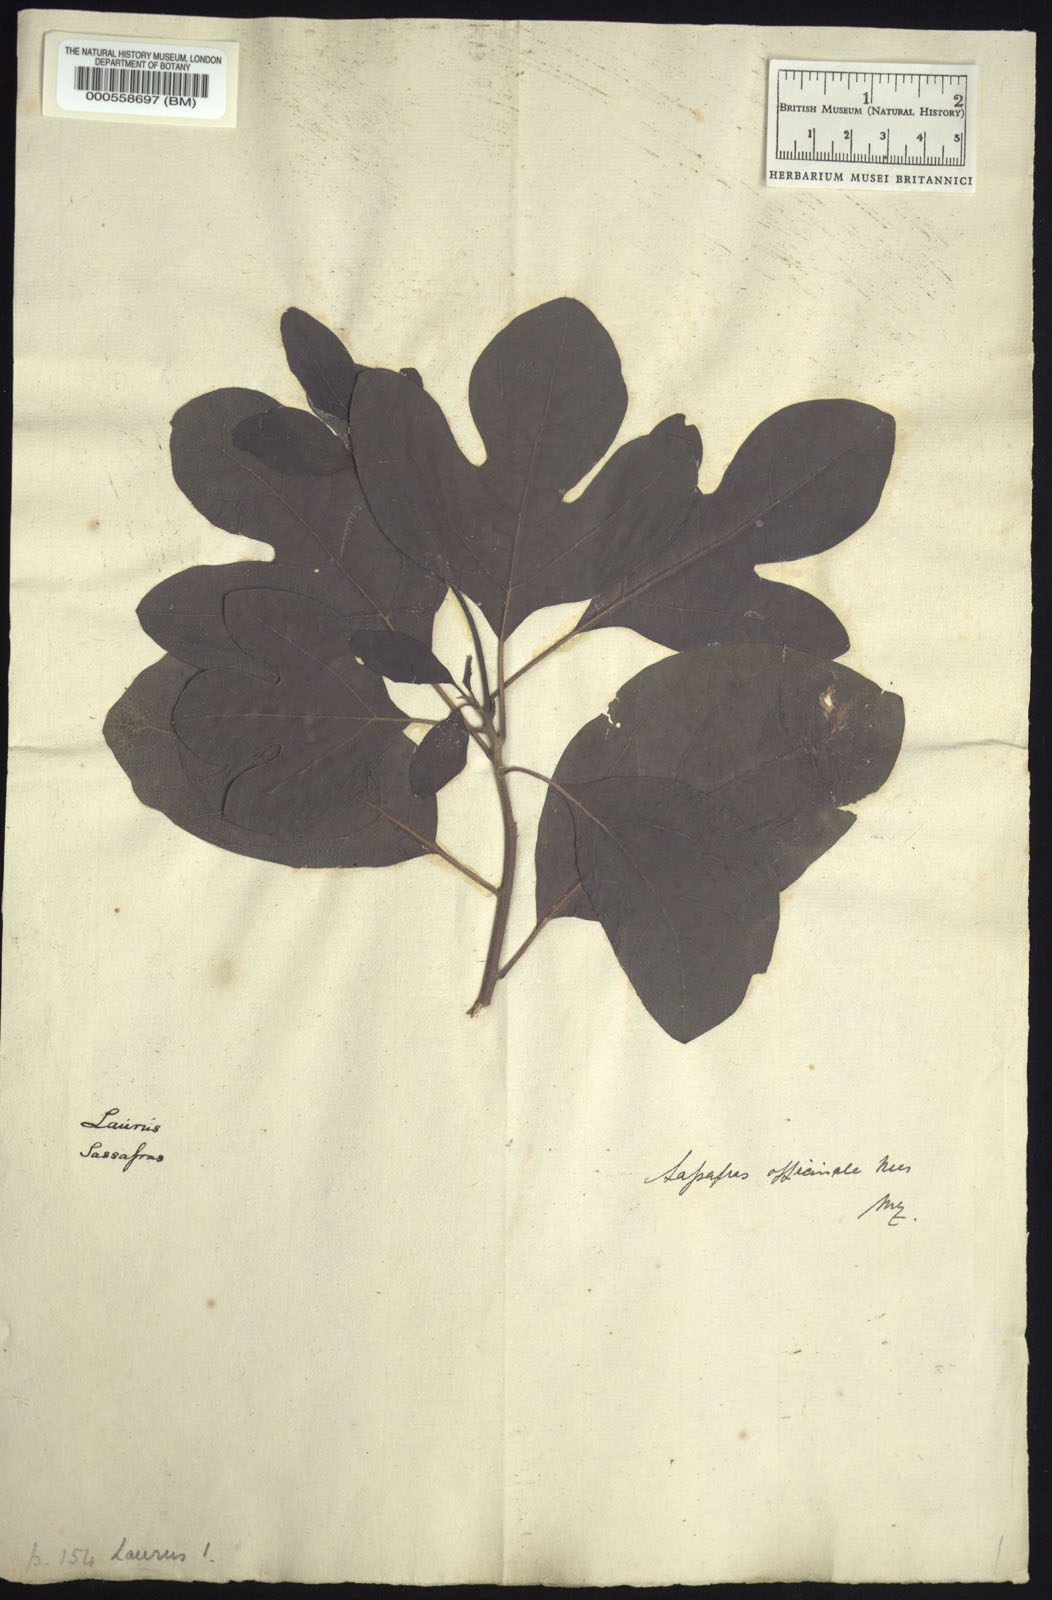 THE NATURAL HISTORY MUSEUM, LONDON
DEPARTMENT OF BOTANY
000558697 (BM)
1 2
BRITISH MUSEUM (NATURAL HISTORY)
1 2 3 4 5
HERBARIUM MUSEI BRITANNICI
Laurus
Sassafras
Sassafras officinale Nees
p. 154 Laurus 1.
1